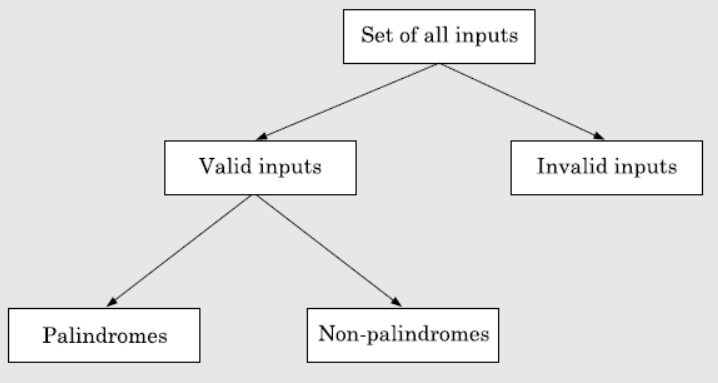 Set of all inputs
Valid inputs
Invalid inputs
Palindromes
Non-palindromes